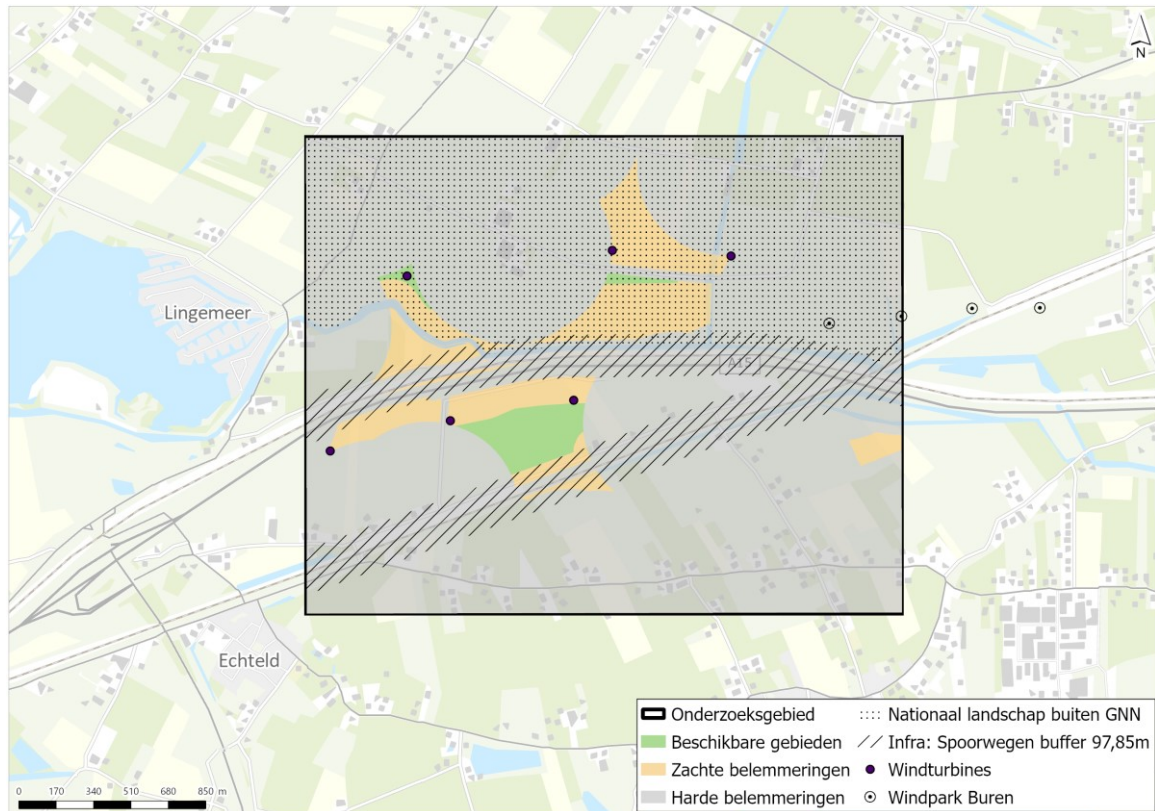 N
Lingemeer
A15
Echteld
Onderzoeksgebied
Beschikbare gebieden
Zachte belemmeringen
Harde belemmeringen
Nationaal landschap buiten GNN
Infra: Spoorwegen buffer 97,85m
Windturbines
Windpark Buren
0 170 340 510 680 850 m